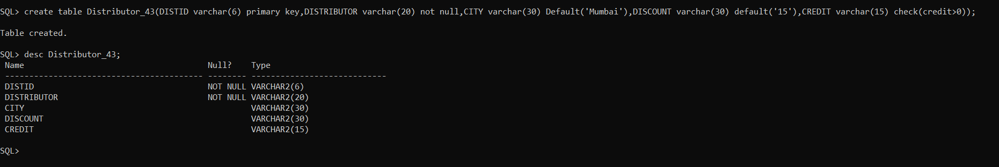 SQL> create table Distributor_43(DISTID varchar(6) primary key,DISTRIBUTOR varchar(20) not null,CITY varchar(30) Default('Mumbai'),DISCOUNT varchar(30) default('15'),CREDIT varchar(15) check(credit>0));
Table created.
SQL> desc Distributor_43;
 Name                                      Null?    Type
 ----------------------------------------- -------- ----------------------------
 DISTID                                    NOT NULL VARCHAR2(6)
 DISTRIBUTOR                               NOT NULL VARCHAR2(20)
 CITY                                               VARCHAR2(30)
 DISCOUNT                                           VARCHAR2(30)
 CREDIT                                             VARCHAR2(15)
SQL>